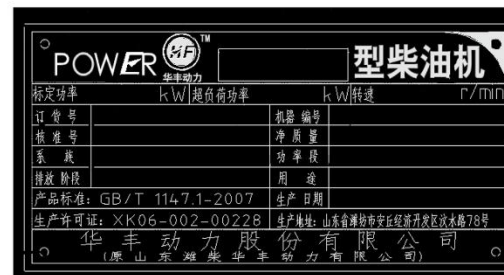 POWER HF TM 华丰动力 型柴油机
标定功率 kW 超负荷功率 kW 转速 r/min
订货号 机器编号
核准号 净质量
系族 功率段
排放阶段 用途
产品标准: GB/T 1147.1-2007 生产日期
生产许可证: XK06-002-00228 生产地址: 山东省潍坊市安丘经济开发区汶水路78号
华丰动力股份有限公司
(原山东潍柴华丰动力有限公司)